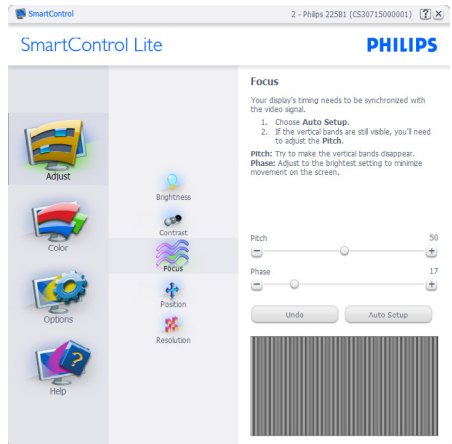 SmartControl
2 - Philips 225B1 (CS30715000001)
?
SmartControl Lite
PHILIPS
Adjust
Color
Options
Help
Brightness
Contrast
Focus
Position
Resolution
Focus
Your display's timing needs to be synchronized with
the video signal.
1. Choose Auto Setup.
2. If the vertical bands are still visible, you'll need
to adjust the Pitch.
Pitch: Try to make the vertical bands disappear.
Phase: Adjust to the brightest setting to minimize
movement on the screen.
Pitch 50
Phase 17
Undo
Auto Setup